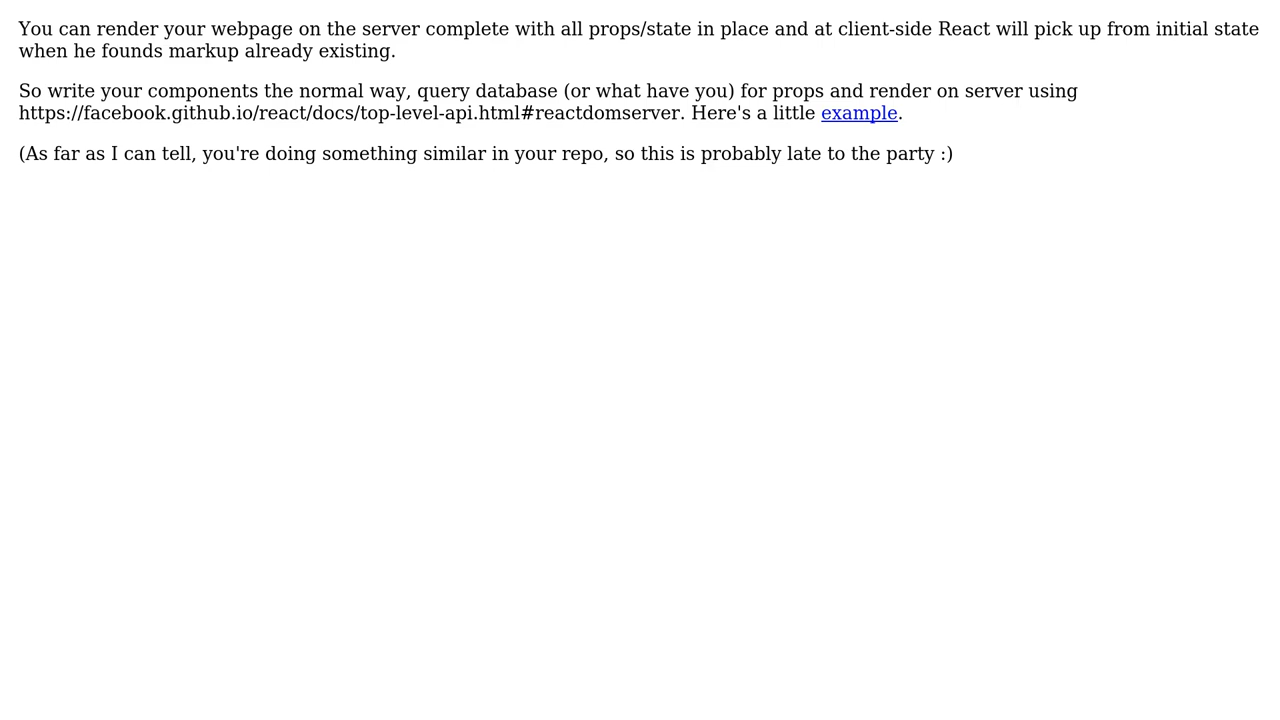 You can render your webpage on the server complete with all props/state in place and at client-side React will pick up from initial state
when he founds markup already existing.
So write your components the normal way, query database (or what have you) for props and render on server using
https://facebook.github.io/react/docs/top-level-api.html#reactdomserver. Here's a little example.
(As far as I can tell, you're doing something similar in your repo, so this is probably late to the party :)